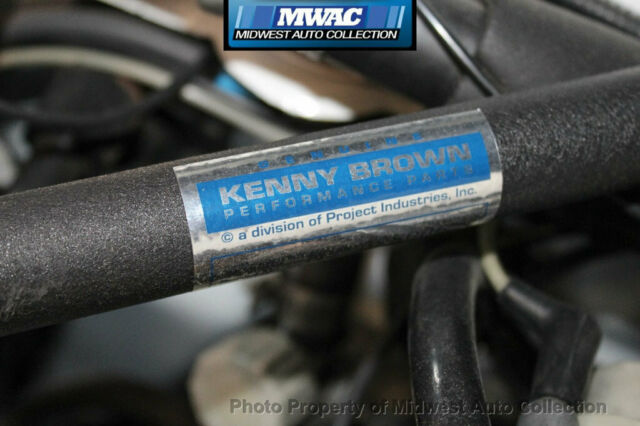 MWAC
MIDWEST AUTO COLLECTION
GENUINE
KENNY BROWN
PERFORMANCE PARTS
© a division of Project Industries, Inc.
Photo Property of Midwest Auto Collection